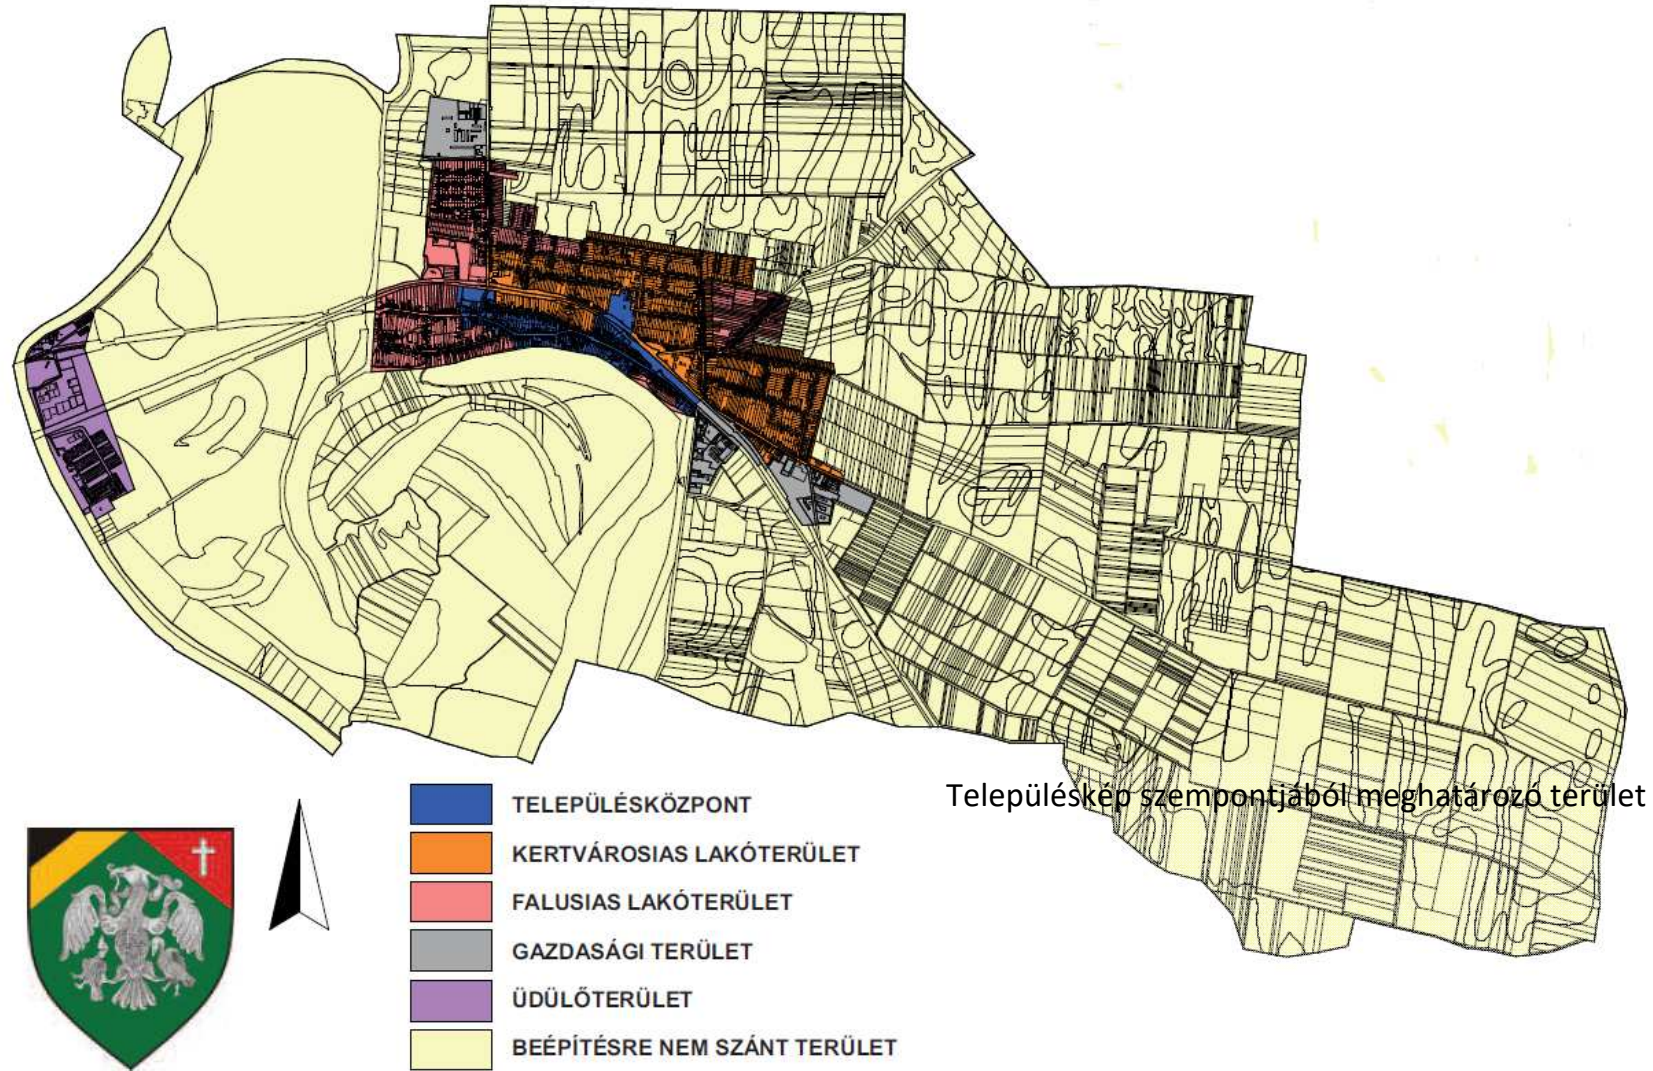 Településkép szempontjából meghatározó terület
TELEPÜLÉSKÖZPONT
KERTVÁROSIAS LAKÓTERÜLET
FALUSIAS LAKÓTERÜLET
GAZDASÁGI TERÜLET
ÜDÜLŐTERÜLET
BEÉPÍTÉSRE NEM SZÁNT TERÜLET